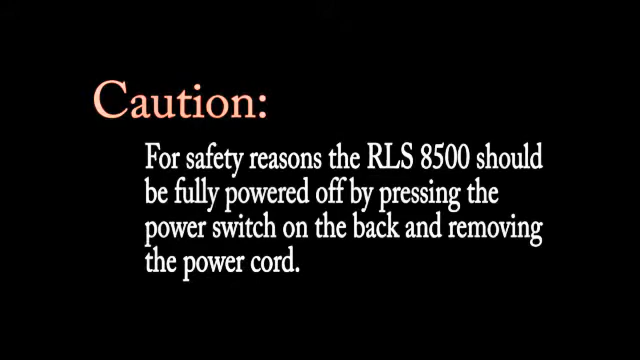 Caution:
For safety reasons the RLS 8500 should
be fully powered off by pressing the
power switch on the back and removing
the power cord.